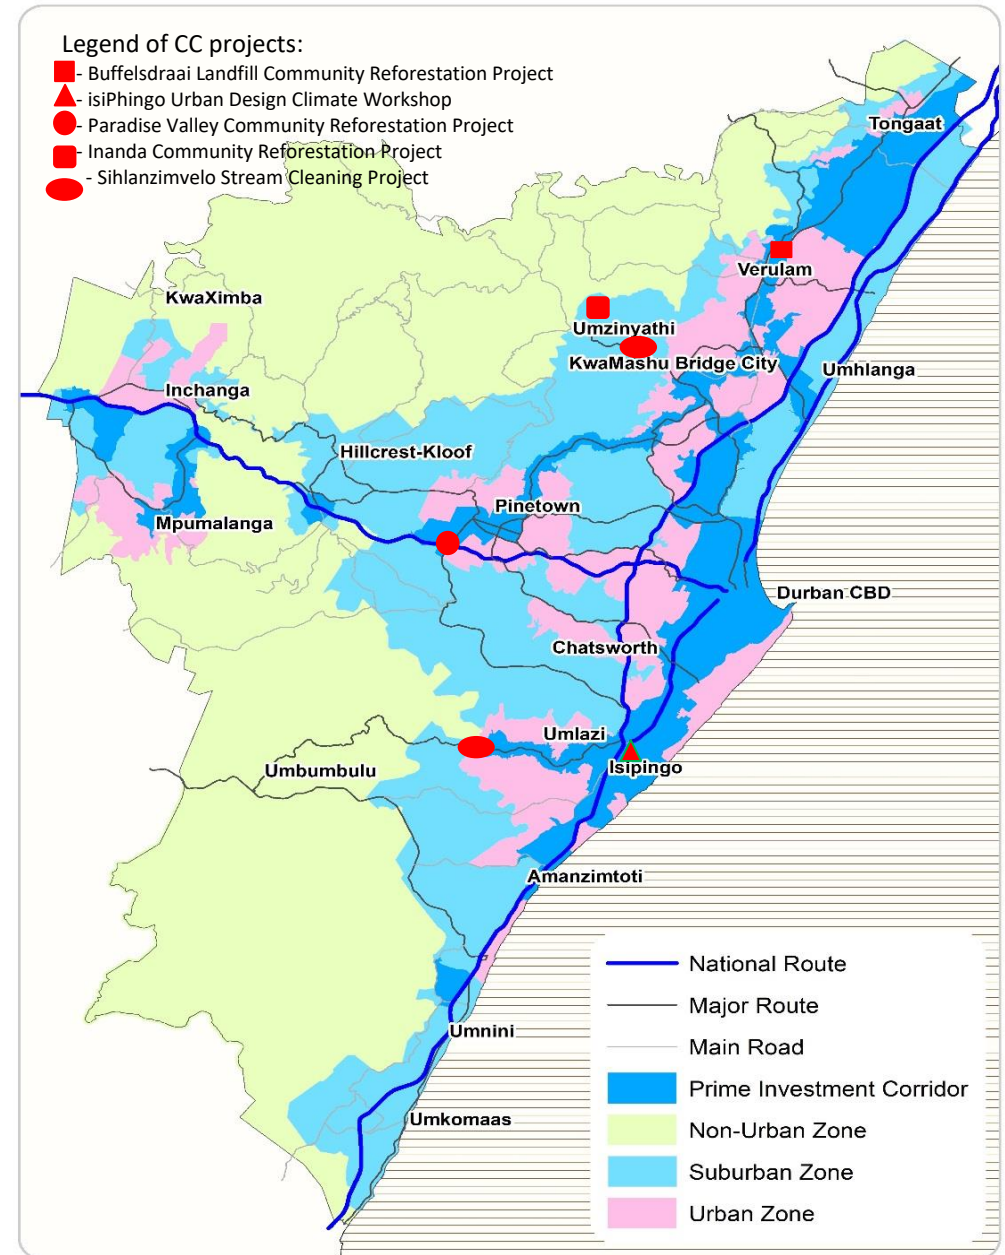 Legend of CC projects:
- Buffelsdraai Landfill Community Reforestation Project
- isiPhingo Urban Design Climate Workshop
- Paradise Valley Community Reforestation Project
- Inanda Community Reforestation Project
- Sihlanzimvelo Stream Cleaning Project
Tongaat
Verulam
KwaXimba
Umzinyathi
KwaMashu Bridge City
Umhlanga
Inchanga
Hillcrest-Kloof
Pinetown
Mpumalanga
Durban CBD
Chatsworth
Umlazi
Isipingo
Umbumbulu
Amanzimtoti
Umnini
Umkomaas
National Route
Major Route
Main Road
Prime Investment Corridor
Non-Urban Zone
Suburban Zone
Urban Zone